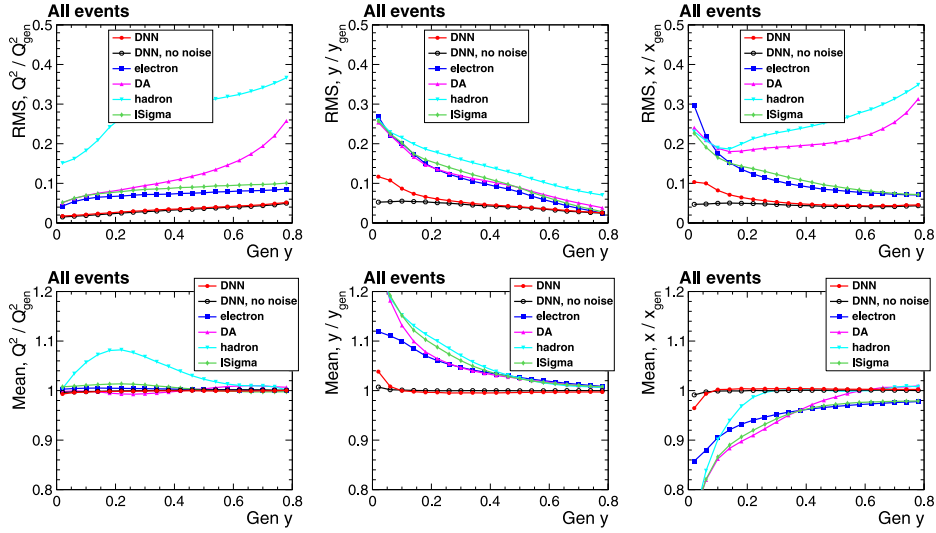 All events
RMS, Q² / Q²gen
0.5
0.4
0.3
0.2
0.1
0
DNN
DNN, no noise
electron
DA
hadron
ISigma
0 0.2 0.4 0.6 0.8
Gen y
All events
RMS, y / ygen
0.5
0.4
0.3
0.2
0.1
0
DNN
DNN, no noise
electron
DA
hadron
ISigma
0 0.2 0.4 0.6 0.8
Gen y
All events
RMS, x / xgen
0.5
0.4
0.3
0.2
0.1
0
DNN
DNN, no noise
electron
DA
hadron
ISigma
0 0.2 0.4 0.6 0.8
Gen y
All events
Mean, Q² / Q²gen
1.2
1.1
1
0.9
0.8
DNN
DNN, no noise
electron
DA
hadron
ISigma
0 0.2 0.4 0.6 0.8
Gen y
All events
Mean, y / ygen
1.2
1.1
1
0.9
0.8
DNN
DNN, no noise
electron
DA
hadron
ISigma
0 0.2 0.4 0.6 0.8
Gen y
All events
Mean, x / xgen
1.2
1.1
1
0.9
0.8
DNN
DNN, no noise
electron
DA
hadron
ISigma
0 0.2 0.4 0.6 0.8
Gen y